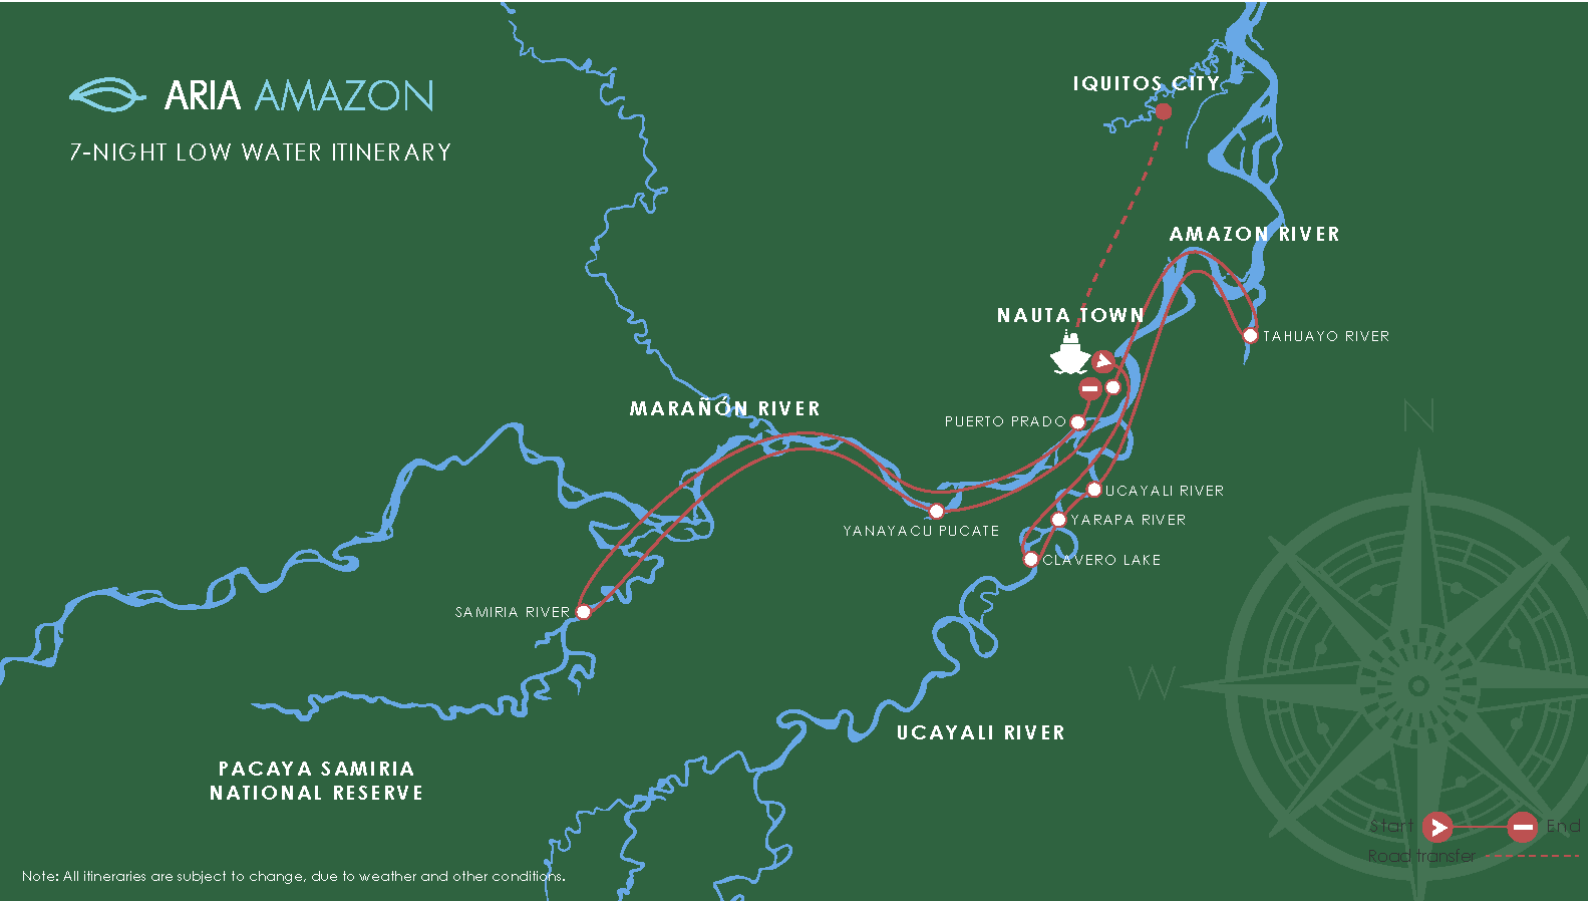 ARIA AMAZON
7-NIGHT LOW WATER ITINERARY
IQUITOS CITY
AMAZON RIVER
NAUTA TOWN
TAHUAYO RIVER
MARAÑÓN RIVER
PUERTO PRADO
UCAYALI RIVER
YARAPA RIVER
YANAYACU PUCATE
CLAVERO LAKE
SAMIRIA RIVER
N
W
UCAYALI RIVER
PACAYA SAMIRIA
NATIONAL RESERVE
Start
End
Road transfer
Note: All itineraries are subject to change, due to weather and other conditions.